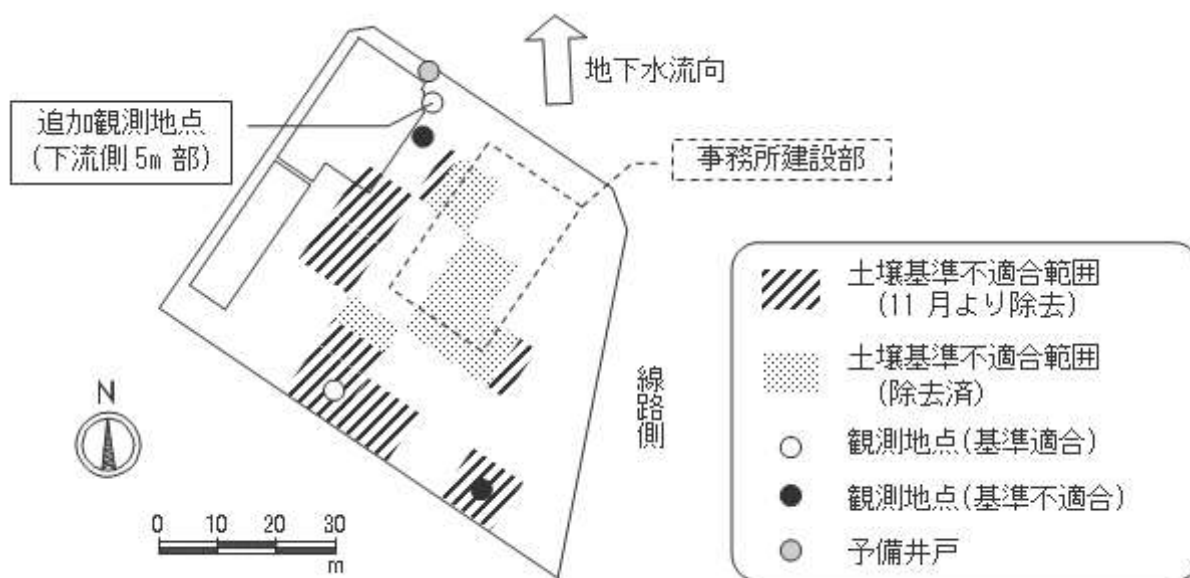 地下水流向
追加観測地点
(下流側5m部)
事務所建設部
土壌基準不適合範囲
(11月より除去)
土壌基準不適合範囲
(除去済)
線路側
N
観測地点(基準適合)
観測地点(基準不適合)
0 10 20 30
m
予備井戸